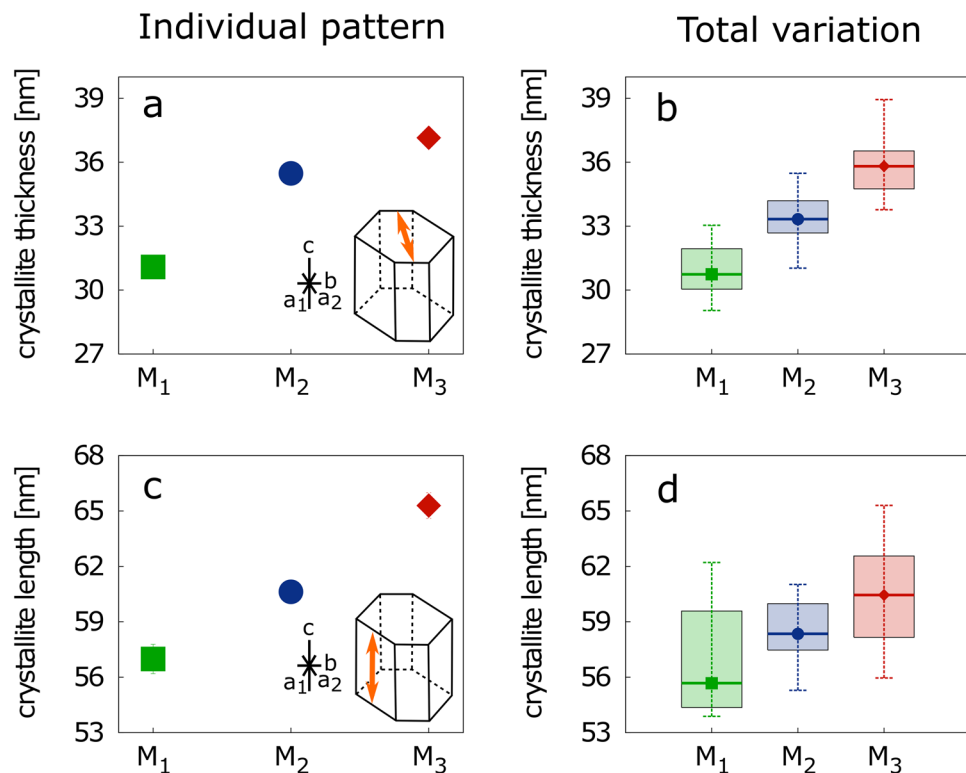 Individual pattern
Total variation
crystallite thickness [nm]
39
36
33
30
27
a
c
b
a1 a2
M1 M2 M3
crystallite thickness [nm]
39
36
33
30
27
b
M1 M2 M3
crystallite length [nm]
68
65
62
59
56
53
c
c
b
a1 a2
M1 M2 M3
crystallite length [nm]
68
65
62
59
56
53
d
M1 M2 M3